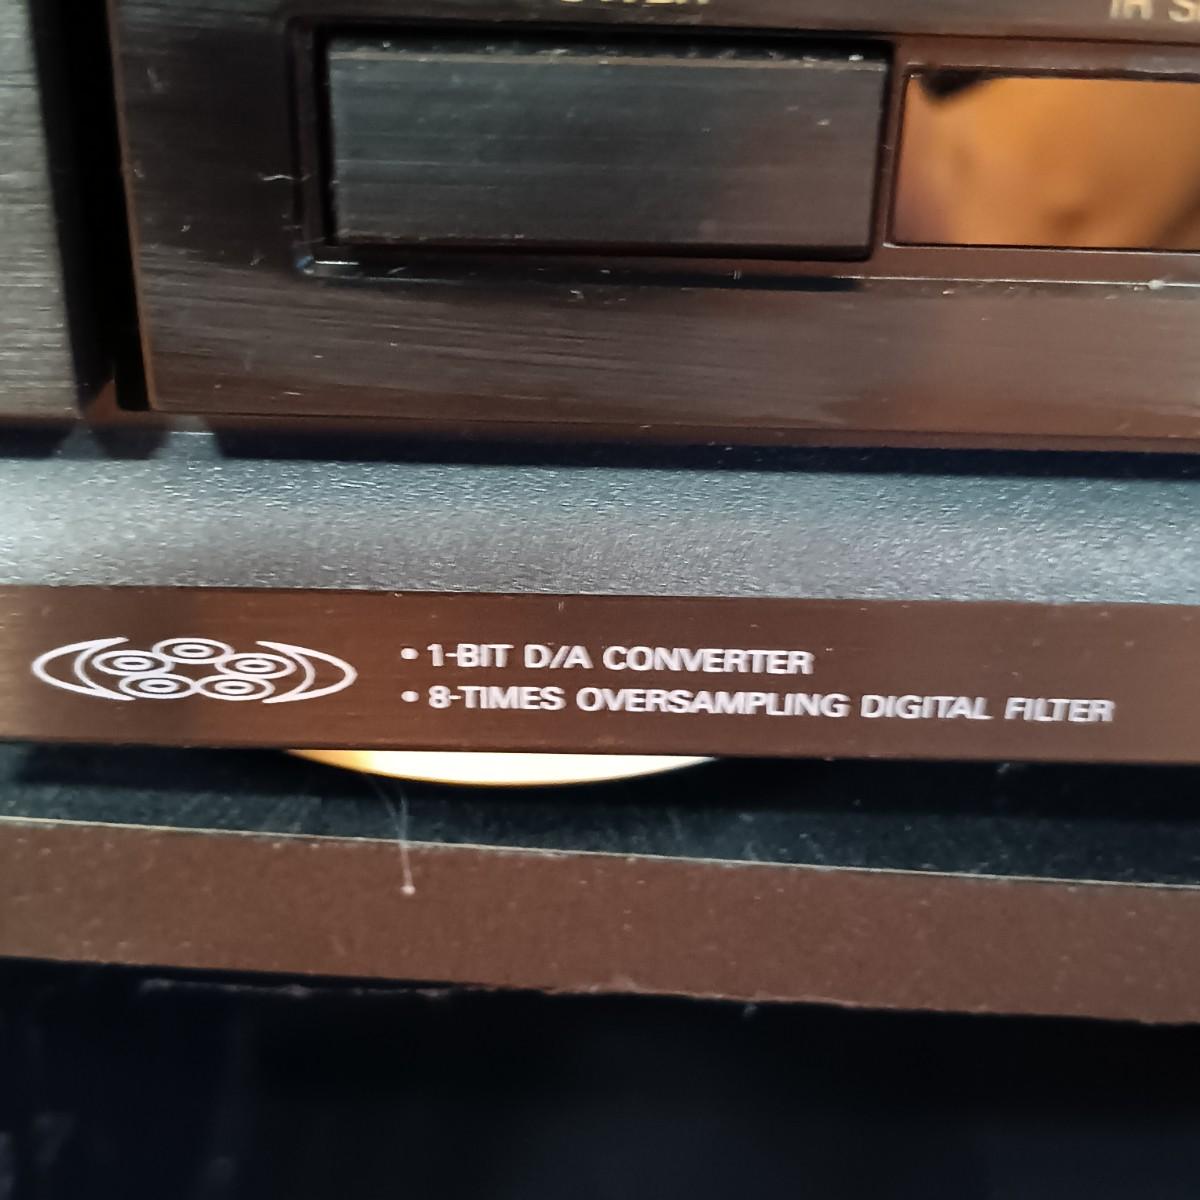 • 1-BIT D/A CONVERTER
• 8-TIMES OVERSAMPLING DIGITAL FILTER